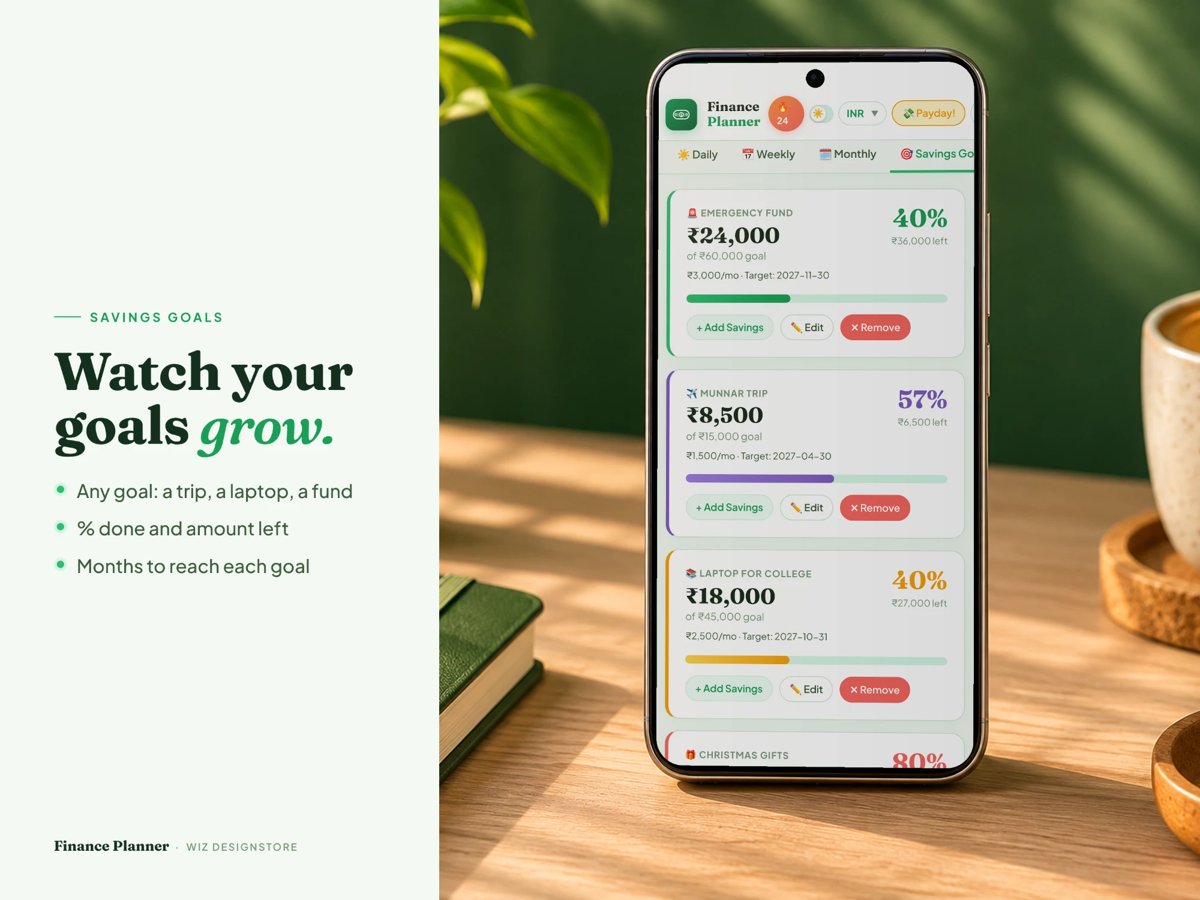 SAVINGS GOALS
Watch your
goals grow.
Any goal: a trip, a laptop, a fund
% done and amount left
Months to reach each goal
Finance Planner · WIZ DESIGNSTORE
Finance
Planner
🔥
24
☀️
INR ▼
💸 Payday!
☀️ Daily
📅 Weekly
🗓️ Monthly
🎯 Savings Go
🚨 EMERGENCY FUND
40%
₹24,000
₹36,000 left
of ₹60,000 goal
₹3,000/mo · Target: 2027-11-30
+ Add Savings
✏️ Edit
✕ Remove
✈️ MUNNAR TRIP
57%
₹8,500
₹6,500 left
of ₹15,000 goal
₹1,500/mo · Target: 2027-04-30
+ Add Savings
✏️ Edit
✕ Remove
📚 LAPTOP FOR COLLEGE
40%
₹18,000
₹27,000 left
of ₹45,000 goal
₹2,500/mo · Target: 2027-10-31
+ Add Savings
✏️ Edit
✕ Remove
🎁 CHRISTMAS GIFTS
80%